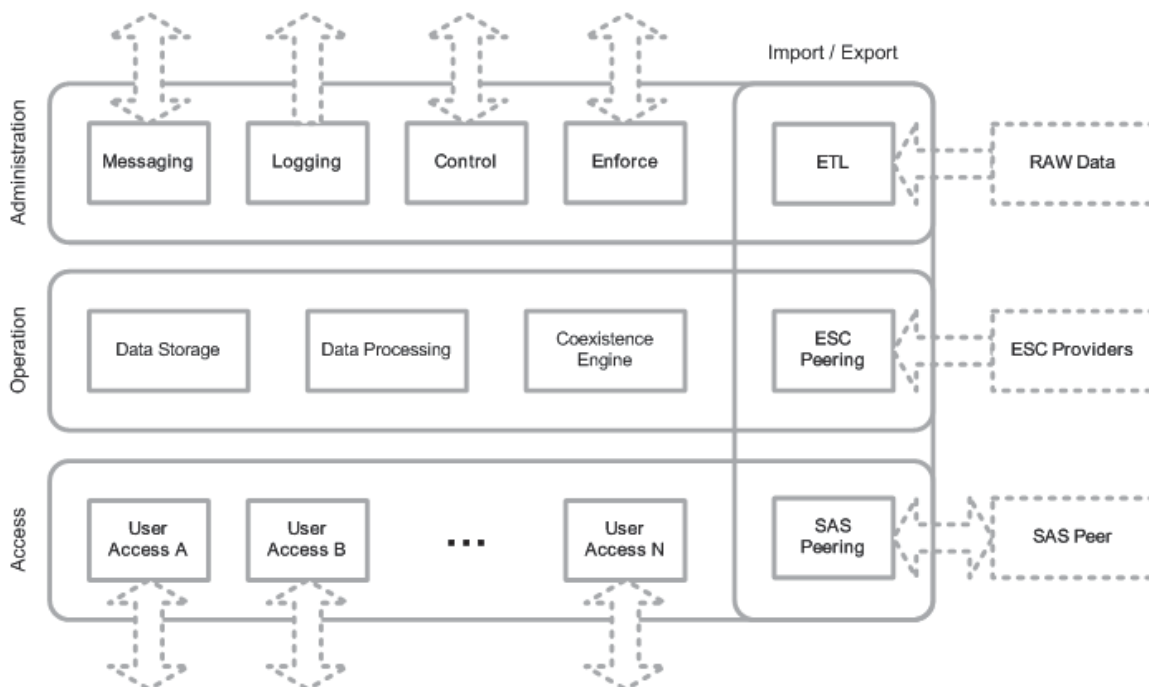 Import / Export
Administration
Messaging
Logging
Control
Enforce
ETL
RAW Data
Operation
Data Storage
Data Processing
Coexistence
Engine
ESC
Peering
ESC Providers
Access
User
Access A
User
Access B
...
User
Access N
SAS
Peering
SAS Peer